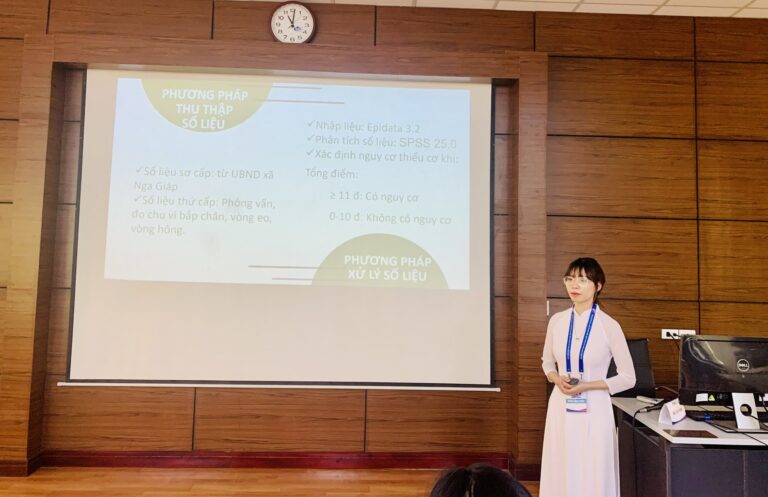 PHƯƠNG PHÁP
THU THẬP
SỐ LIỆU
✓Số liệu sơ cấp: từ UBND xã
Nga Giáp
✓Số liệu thứ cấp: Phỏng vấn,
đo chu vi bắp chân, vòng eo,
vòng hông.
✓Nhập liệu: Epidata 3.2
✓Phân tích số liệu: SPSS 25.0
✓Xác định nguy cơ thiếu cơ khi:
Tổng điểm:
≥ 11 đ: Có nguy cơ
0-10 đ: Không có nguy cơ
PHƯƠNG PHÁP
XỬ LÝ SỐ LIỆU
DELL